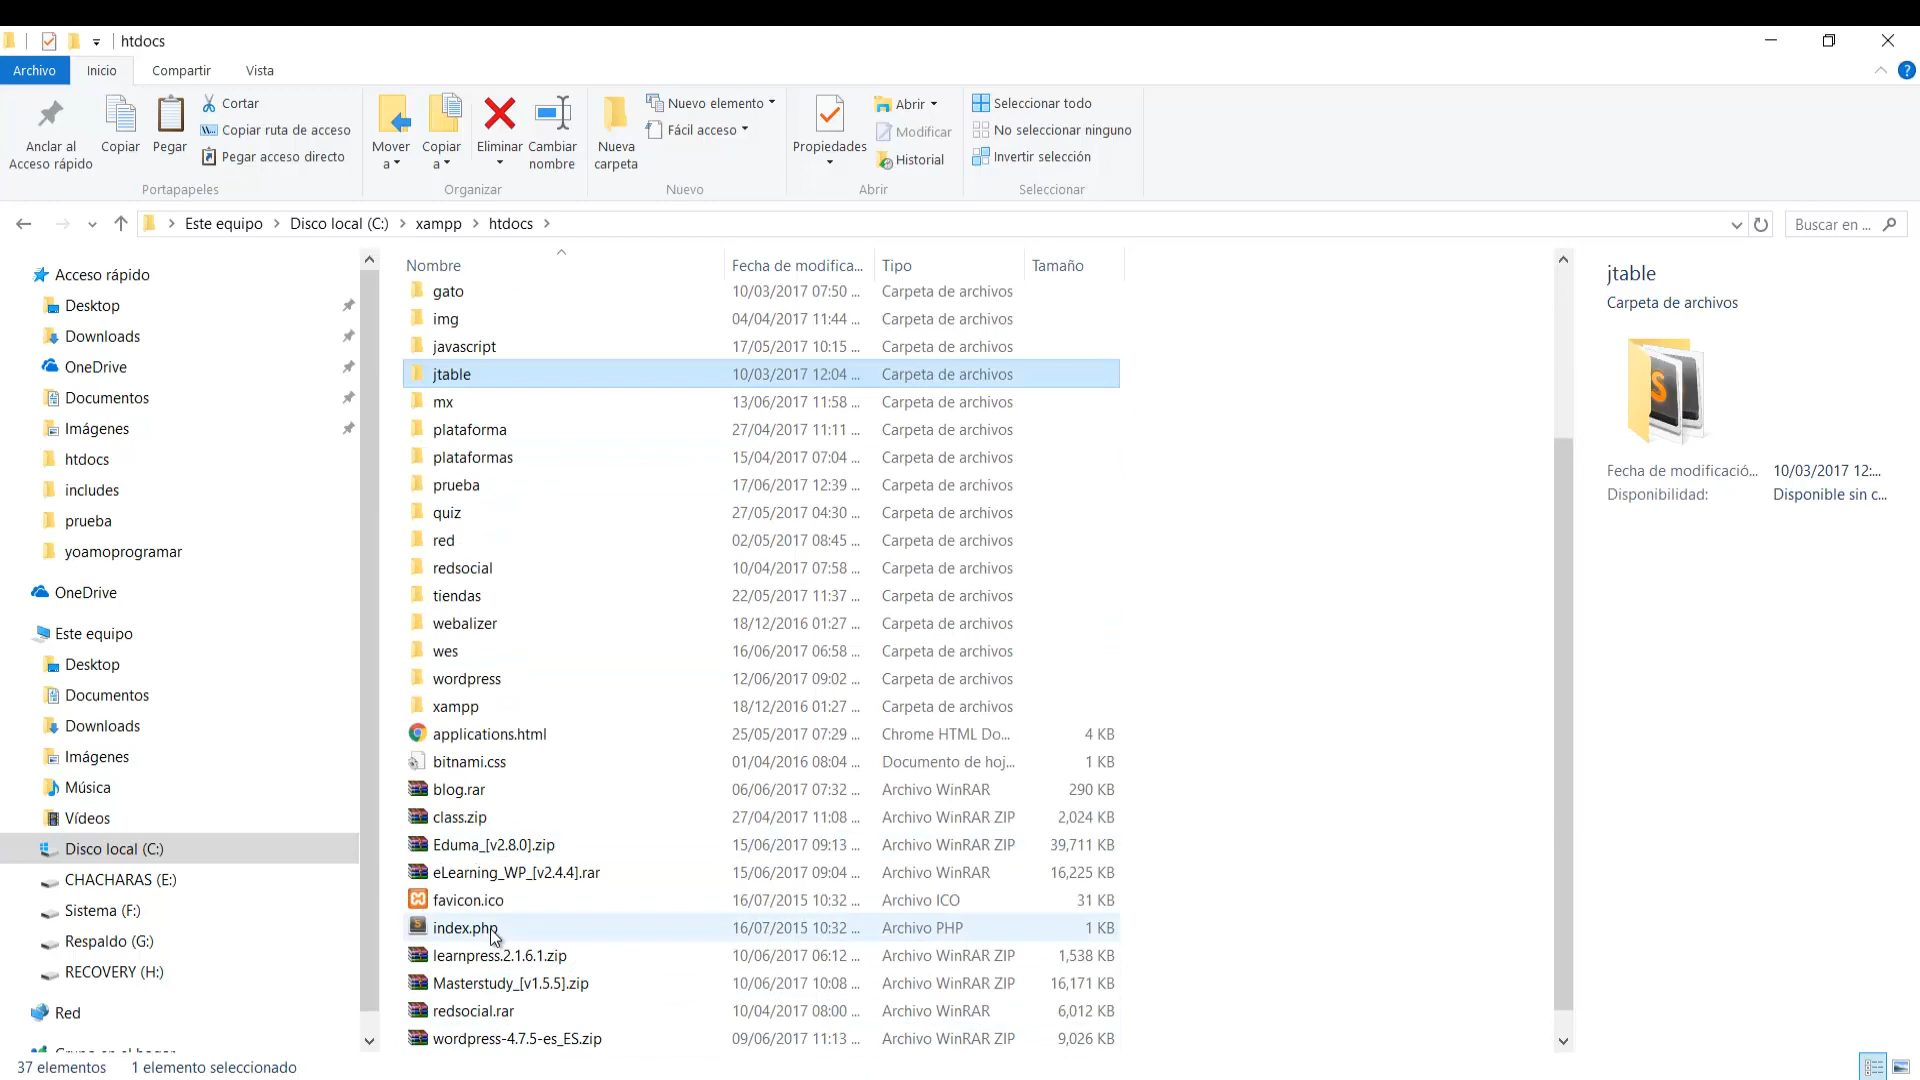 htdocs
Archivo Inicio Compartir Vista
Anclar al Acceso rápido
Copiar
Pegar
Cortar
Copiar ruta de acceso
Pegar acceso directo
Portapapeles
Mover a
Copiar a
Eliminar
Cambiar nombre
Organizar
Nueva carpeta
Nuevo elemento
Fácil acceso
Nuevo
Propiedades
Abrir
Modificar
Historial
Abrir
Seleccionar todo
No seleccionar ninguno
Invertir selección
Seleccionar
Este equipo > Disco local (C:) > xampp > htdocs >
Buscar en ...
Acceso rápido
Desktop
Downloads
OneDrive
Documentos
Imágenes
htdocs
includes
prueba
yoamoprogramar
OneDrive
Este equipo
Desktop
Documentos
Downloads
Imágenes
Música
Vídeos
Disco local (C:)
CHACHARAS (E:)
Sistema (F:)
Respaldo (G:)
RECOVERY (H:)
Red
Nombre Fecha de modifica... Tipo Tamaño
gato 10/03/2017 07:50 ... Carpeta de archivos
img 04/04/2017 11:44 ... Carpeta de archivos
javascript 17/05/2017 10:15 ... Carpeta de archivos
jtable 10/03/2017 12:04 ... Carpeta de archivos
mx 13/06/2017 11:58 ... Carpeta de archivos
plataforma 27/04/2017 11:11 ... Carpeta de archivos
plataformas 15/04/2017 07:04 ... Carpeta de archivos
prueba 17/06/2017 12:39 ... Carpeta de archivos
quiz 27/05/2017 04:30 ... Carpeta de archivos
red 02/05/2017 08:45 ... Carpeta de archivos
redsocial 10/04/2017 07:58 ... Carpeta de archivos
tiendas 22/05/2017 11:37 ... Carpeta de archivos
webalizer 18/12/2016 01:27 ... Carpeta de archivos
wes 16/06/2017 06:58 ... Carpeta de archivos
wordpress 12/06/2017 09:02 ... Carpeta de archivos
xampp 18/12/2016 01:27 ... Carpeta de archivos
applications.html 25/05/2017 07:29 ... Chrome HTML Do... 4 KB
bitnami.css 01/04/2016 08:04 ... Documento de hoj... 1 KB
blog.rar 06/06/2017 07:32 ... Archivo WinRAR 290 KB
class.zip 27/04/2017 11:08 ... Archivo WinRAR ZIP 2,024 KB
Eduma_[v2.8.0].zip 15/06/2017 09:13 ... Archivo WinRAR ZIP 39,711 KB
eLearning_WP_[v2.4.4].rar 15/06/2017 09:04 ... Archivo WinRAR 16,225 KB
favicon.ico 16/07/2015 10:32 ... Archivo ICO 31 KB
index.php 16/07/2015 10:32 ... Archivo PHP 1 KB
learnpress.2.1.6.1.zip 10/06/2017 06:12 ... Archivo WinRAR ZIP 1,538 KB
Masterstudy_[v1.5.5].zip 10/06/2017 10:08 ... Archivo WinRAR ZIP 16,171 KB
redsocial.rar 10/04/2017 08:00 ... Archivo WinRAR 6,012 KB
wordpress-4.7.5-es_ES.zip 09/06/2017 11:13 ... Archivo WinRAR ZIP 9,026 KB
jtable
Carpeta de archivos
Fecha de modificació... 10/03/2017 12:...
Disponibilidad: Disponible sin c...
37 elementos 1 elemento seleccionado